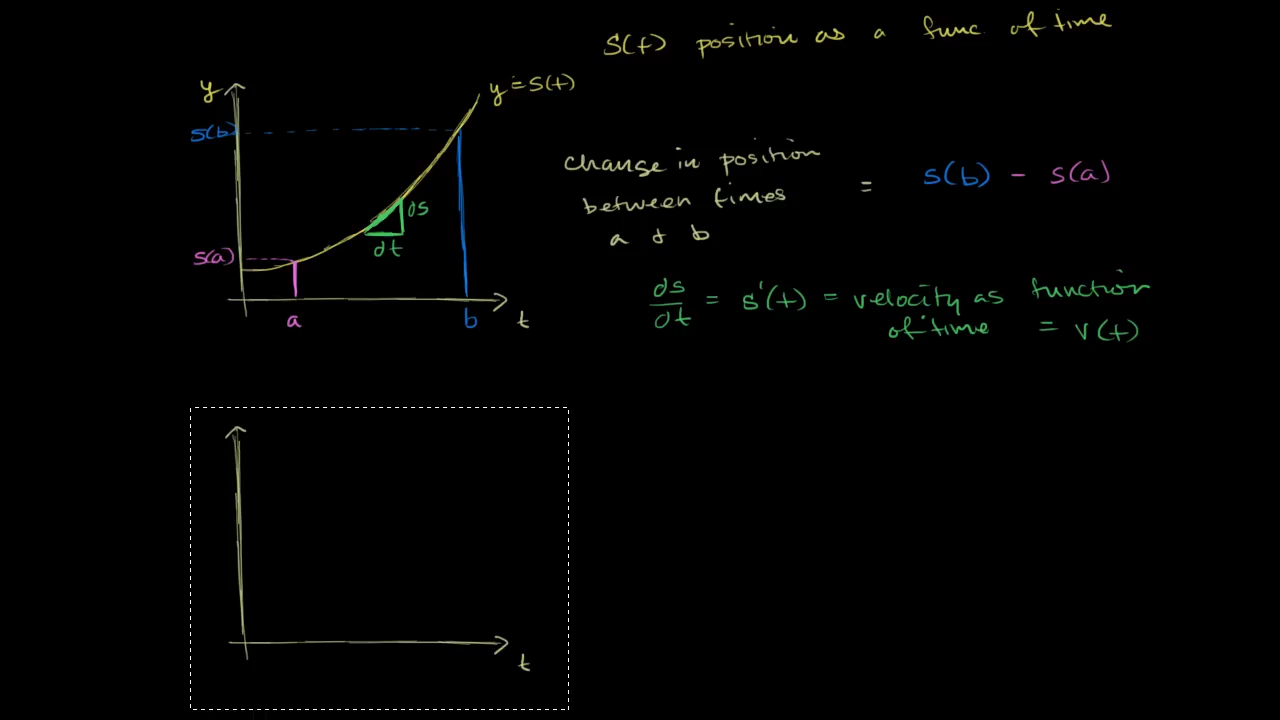 S(t) position as a func. of time
y
y = S(t)
S(b)
change in position
between times
a & b
= S(b) - S(a)
ds
dt
S(a)
a
b
t
ds/dt = s'(t) = velocity as function
of time = v(t)
t